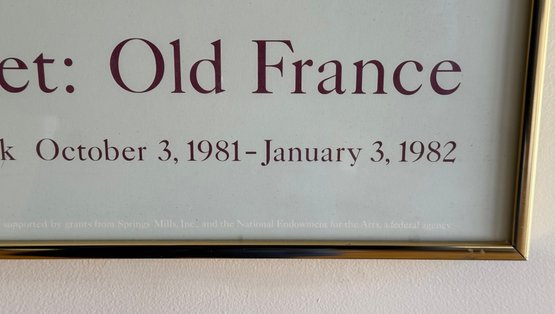 et: Old France
k October 3, 1981–January 3, 1982
supported by grants from Springs Mills, Inc., and the National Endowment for the Arts, a federal agency